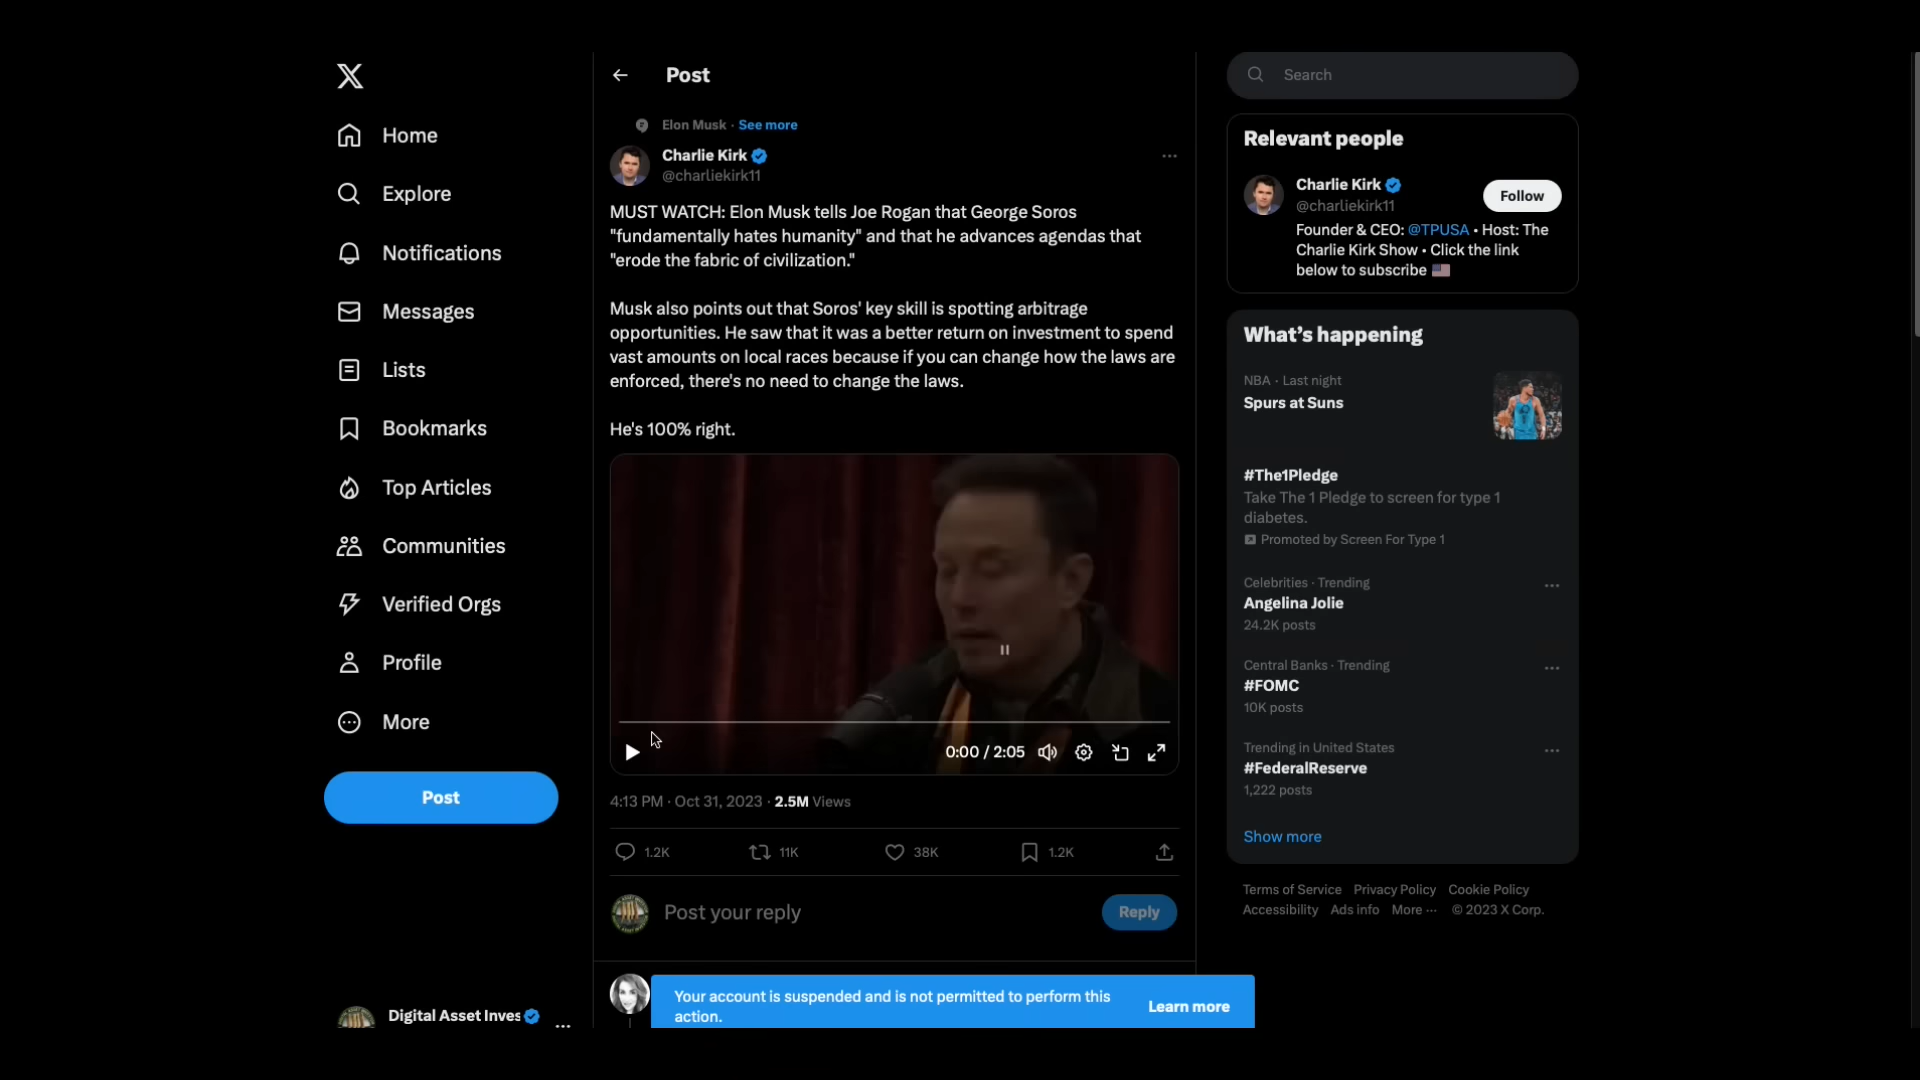 Home
Explore
Notifications
Messages
Lists
Bookmarks
Top Articles
Communities
Verified Orgs
Profile
More
Post
Digital Asset Inves
Post
Elon Musk · See more
Charlie Kirk
@charliekirk11
MUST WATCH: Elon Musk tells Joe Rogan that George Soros
"fundamentally hates humanity" and that he advances agendas that
"erode the fabric of civilization."
Musk also points out that Soros' key skill is spotting arbitrage
opportunities. He saw that it was a better return on investment to spend
vast amounts on local races because if you can change how the laws are
enforced, there's no need to change the laws.
He's 100% right.
0:00 / 2:05
4:13 PM · Oct 31, 2023 · 2.5M Views
1.2K 11K 38K 1.2K
Post your reply
Reply
Your account is suspended and is not permitted to perform this
action.
Learn more
Search
Relevant people
Charlie Kirk
@charliekirk11
Follow
Founder & CEO: @TPUSA • Host: The
Charlie Kirk Show • Click the link
below to subscribe
What's happening
NBA · Last night
Spurs at Suns
#The1Pledge
Take The 1 Pledge to screen for type 1
diabetes.
Promoted by Screen For Type 1
Celebrities · Trending
Angelina Jolie
24.2K posts
Central Banks · Trending
#FOMC
10K posts
Trending in United States
#FederalReserve
1,222 posts
Show more
Terms of Service Privacy Policy Cookie Policy
Accessibility Ads info More ··· © 2023 X Corp.